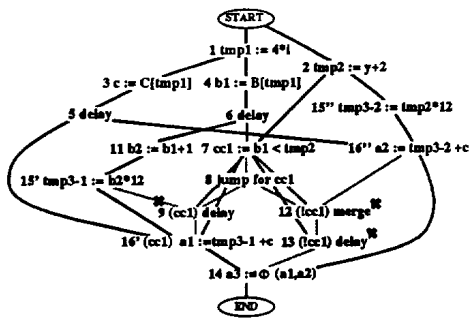 START
1 tmp1 := 4*i
2 tmp2 := y+2
3 c := C[tmp1]
4 b1 := B[tmp1]
5 delay
6 delay
15'' tmp3-2 := tmp2*12
11 b2 := b1+1
7 cc1 := b1 < tmp2
16'' a2 := tmp3-2 +c
15' tmp3-1 := b2*12
8 jump for cc1
9 (cc1) delay
12 (!cc1) merge
16' (cc1) a1 :=tmp3-1 +c
13 (!cc1) delay
14 a3 := Φ (a1,a2)
END